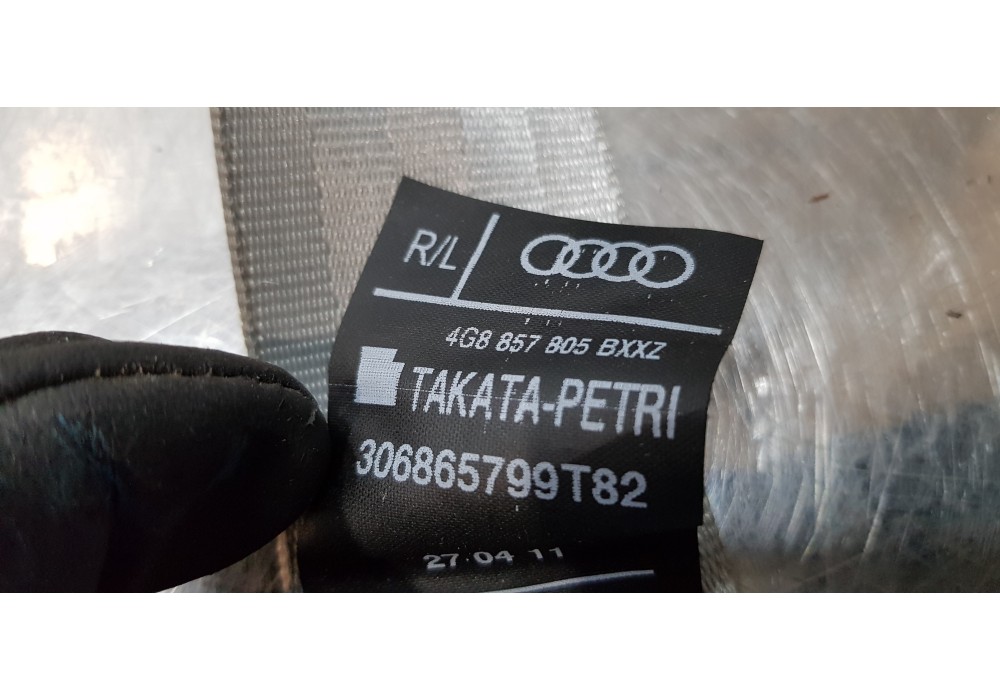 R/L
4G8 857 805 BXXZ
TAKATA-PETRI
306865799T82
27.04 11